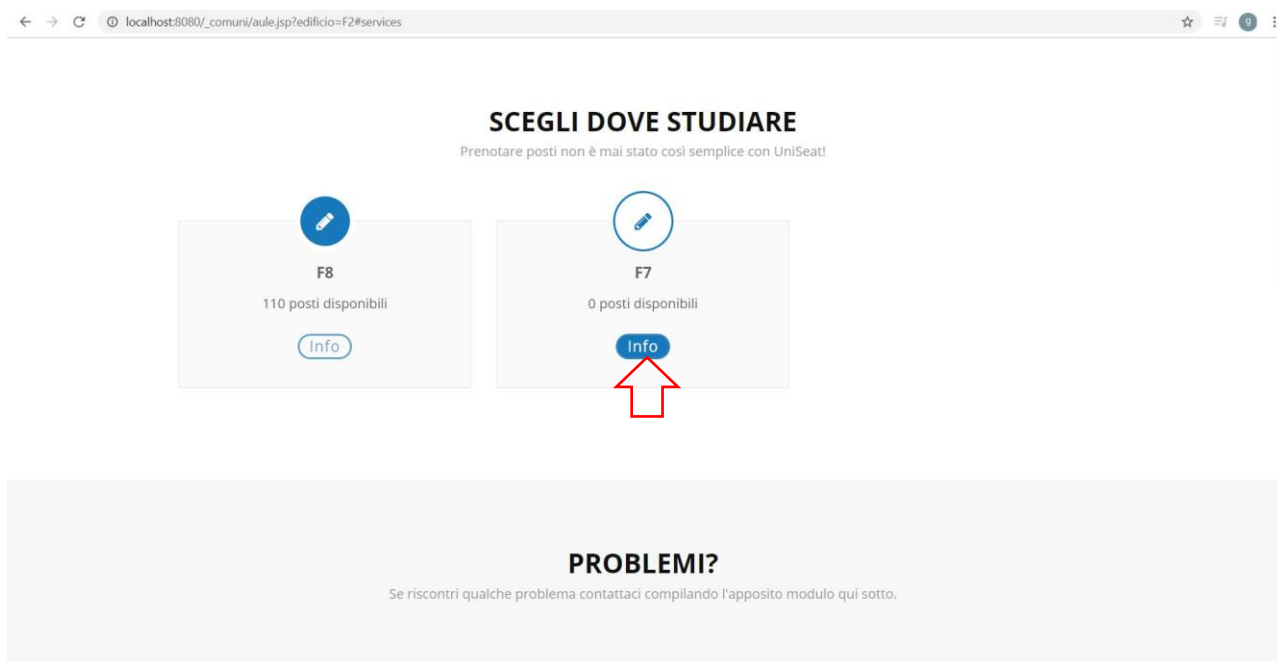 localhost:8080/_comuni/aule.jsp?edificio=F2#services
g
SCEGLI DOVE STUDIARE
Prenotare posti non è mai stato così semplice con UniSeat!
F8
110 posti disponibili
Info
F7
0 posti disponibili
Info
PROBLEMI?
Se riscontri qualche problema contattaci compilando l'apposito modulo qui sotto.